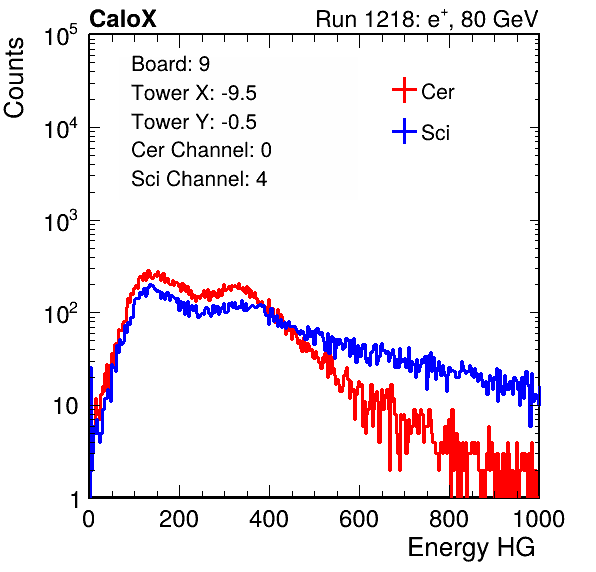 CaloX Run 1218: e⁺, 80 GeV
Counts
10⁵
10⁴
10³
10²
10
1
Board: 9
Tower X: -9.5
Tower Y: -0.5
Cer Channel: 0
Sci Channel: 4
Cer
Sci
0 200 400 600 800 1000
Energy HG